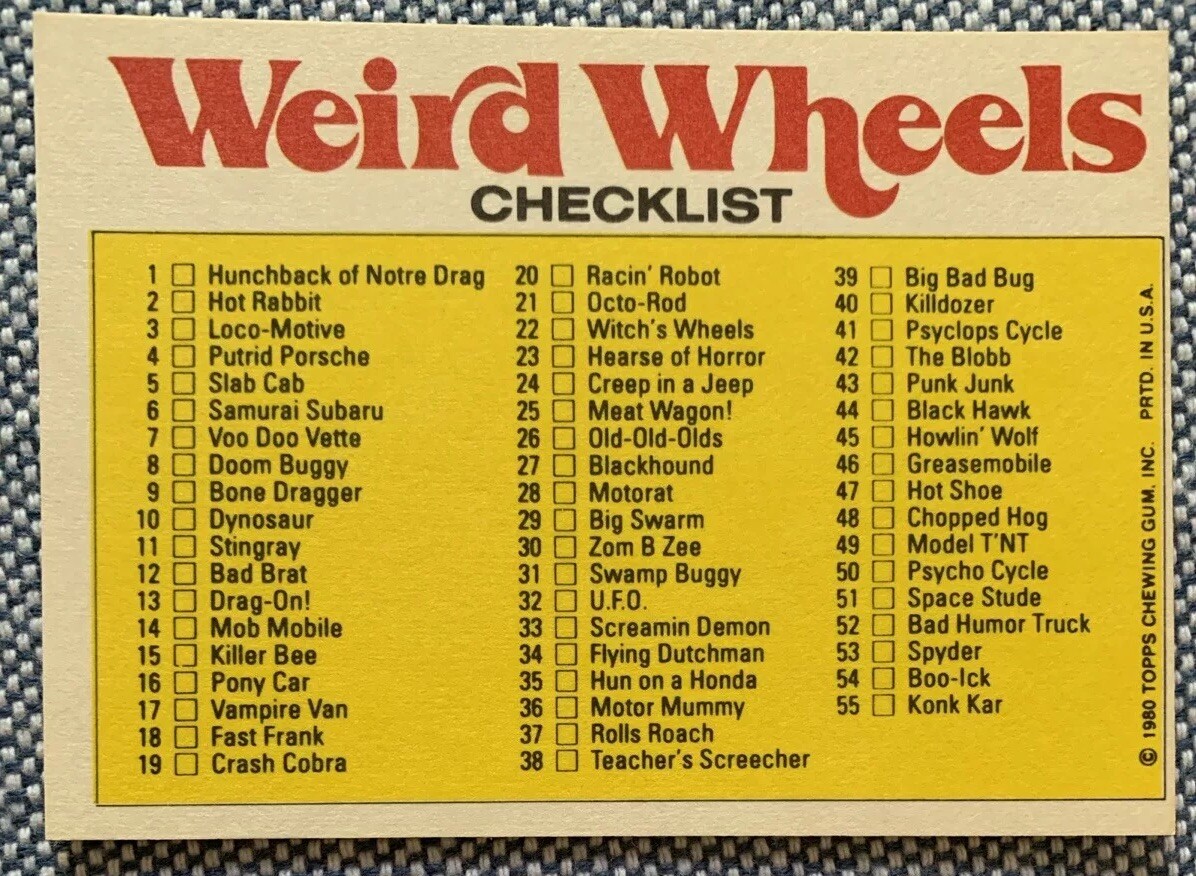 Weird Wheels
CHECKLIST
1 Hunchback of Notre Drag
2 Hot Rabbit
3 Loco-Motive
4 Putrid Porsche
5 Slab Cab
6 Samurai Subaru
7 Voo Doo Vette
8 Doom Buggy
9 Bone Dragger
10 Dynosaur
11 Stingray
12 Bad Brat
13 Drag-On!
14 Mob Mobile
15 Killer Bee
16 Pony Car
17 Vampire Van
18 Fast Frank
19 Crash Cobra
20 Racin' Robot
21 Octo-Rod
22 Witch's Wheels
23 Hearse of Horror
24 Creep in a Jeep
25 Meat Wagon!
26 Old-Old-Olds
27 Blackhound
28 Motorat
29 Big Swarm
30 Zom B Zee
31 Swamp Buggy
32 U.F.O.
33 Screamin Demon
34 Flying Dutchman
35 Hun on a Honda
36 Motor Mummy
37 Rolls Roach
38 Teacher's Screecher
39 Big Bad Bug
40 Killdozer
41 Psyclops Cycle
42 The Blobb
43 Punk Junk
44 Black Hawk
45 Howlin' Wolf
46 Greasemobile
47 Hot Shoe
48 Chopped Hog
49 Model T'NT
50 Psycho Cycle
51 Space Stude
52 Bad Humor Truck
53 Spyder
54 Boo-Ick
55 Konk Kar
© 1980 TOPPS CHEWING GUM, INC. PRTD. IN U.S.A.